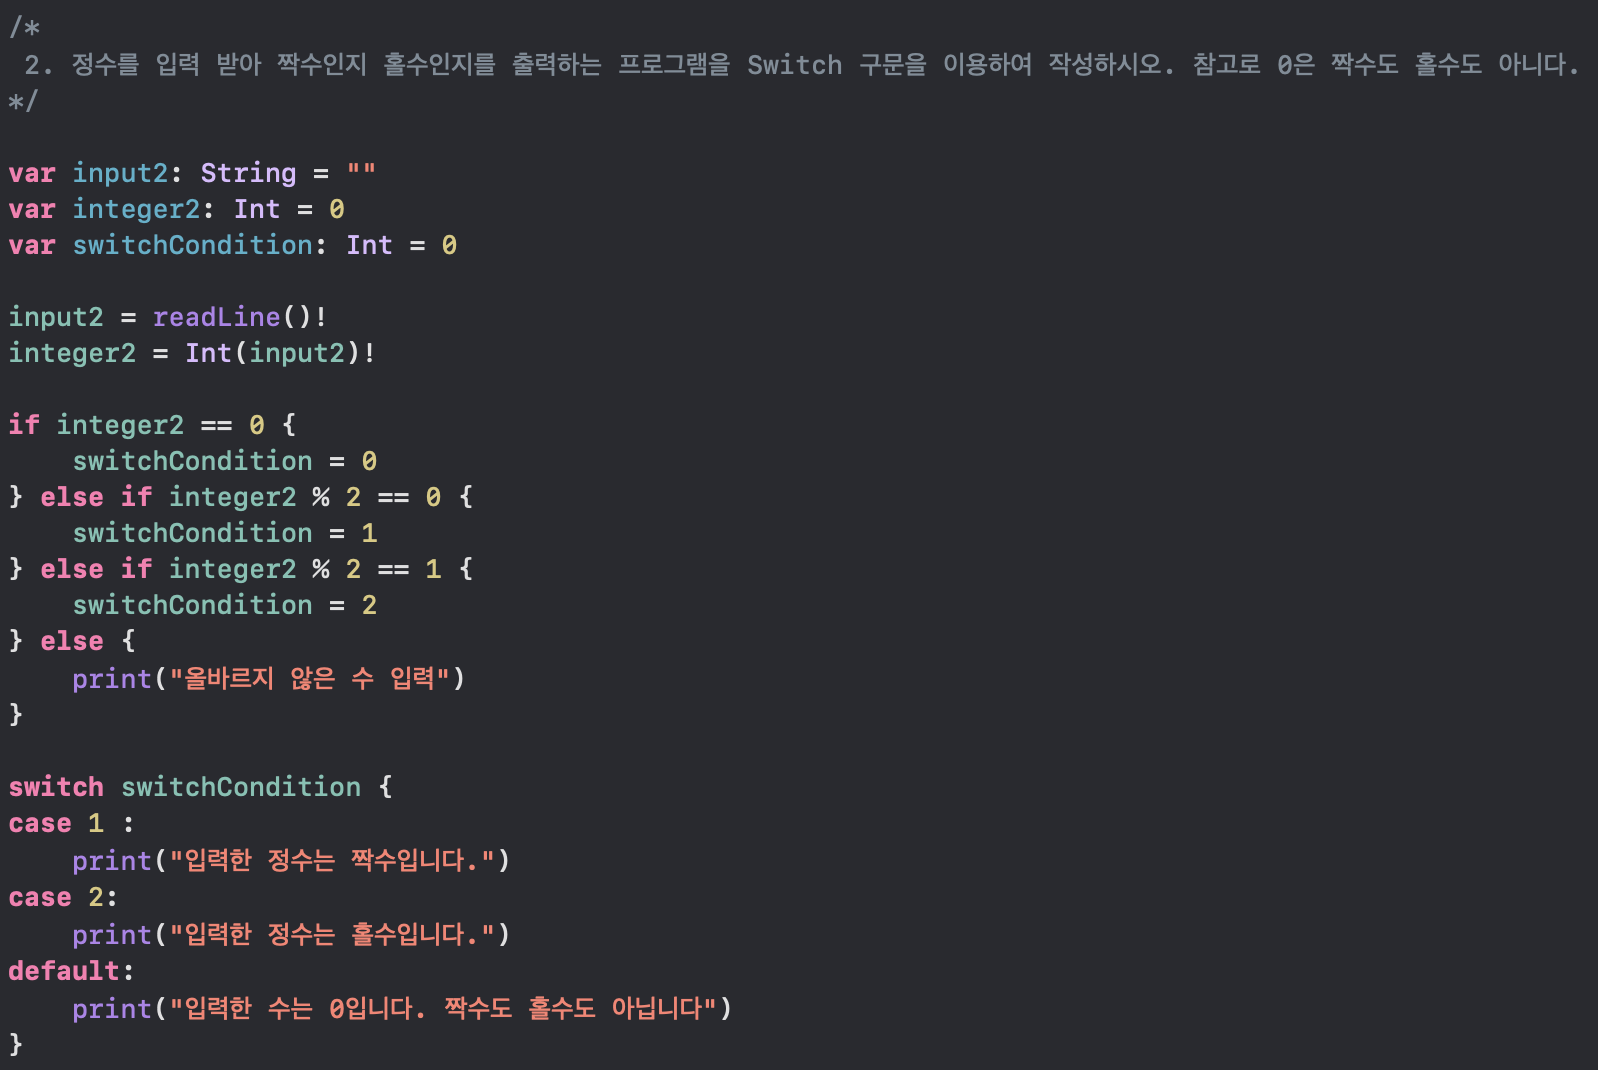 /*
 2. 정수를 입력 받아 짝수인지 홀수인지를 출력하는 프로그램을 Switch 구문을 이용하여 작성하시오. 참고로 0은 짝수도 홀수도 아니다.
*/

var input2: String = ""
var integer2: Int = 0
var switchCondition: Int = 0

input2 = readLine()!
integer2 = Int(input2)!

if integer2 == 0 {
    switchCondition = 0
} else if integer2 % 2 == 0 {
    switchCondition = 1
} else if integer2 % 2 == 1 {
    switchCondition = 2
} else {
    print("올바르지 않은 수 입력")
}

switch switchCondition {
case 1 :
    print("입력한 정수는 짝수입니다.")
case 2:
    print("입력한 정수는 홀수입니다.")
default:
    print("입력한 수는 0입니다. 짝수도 홀수도 아닙니다")
}